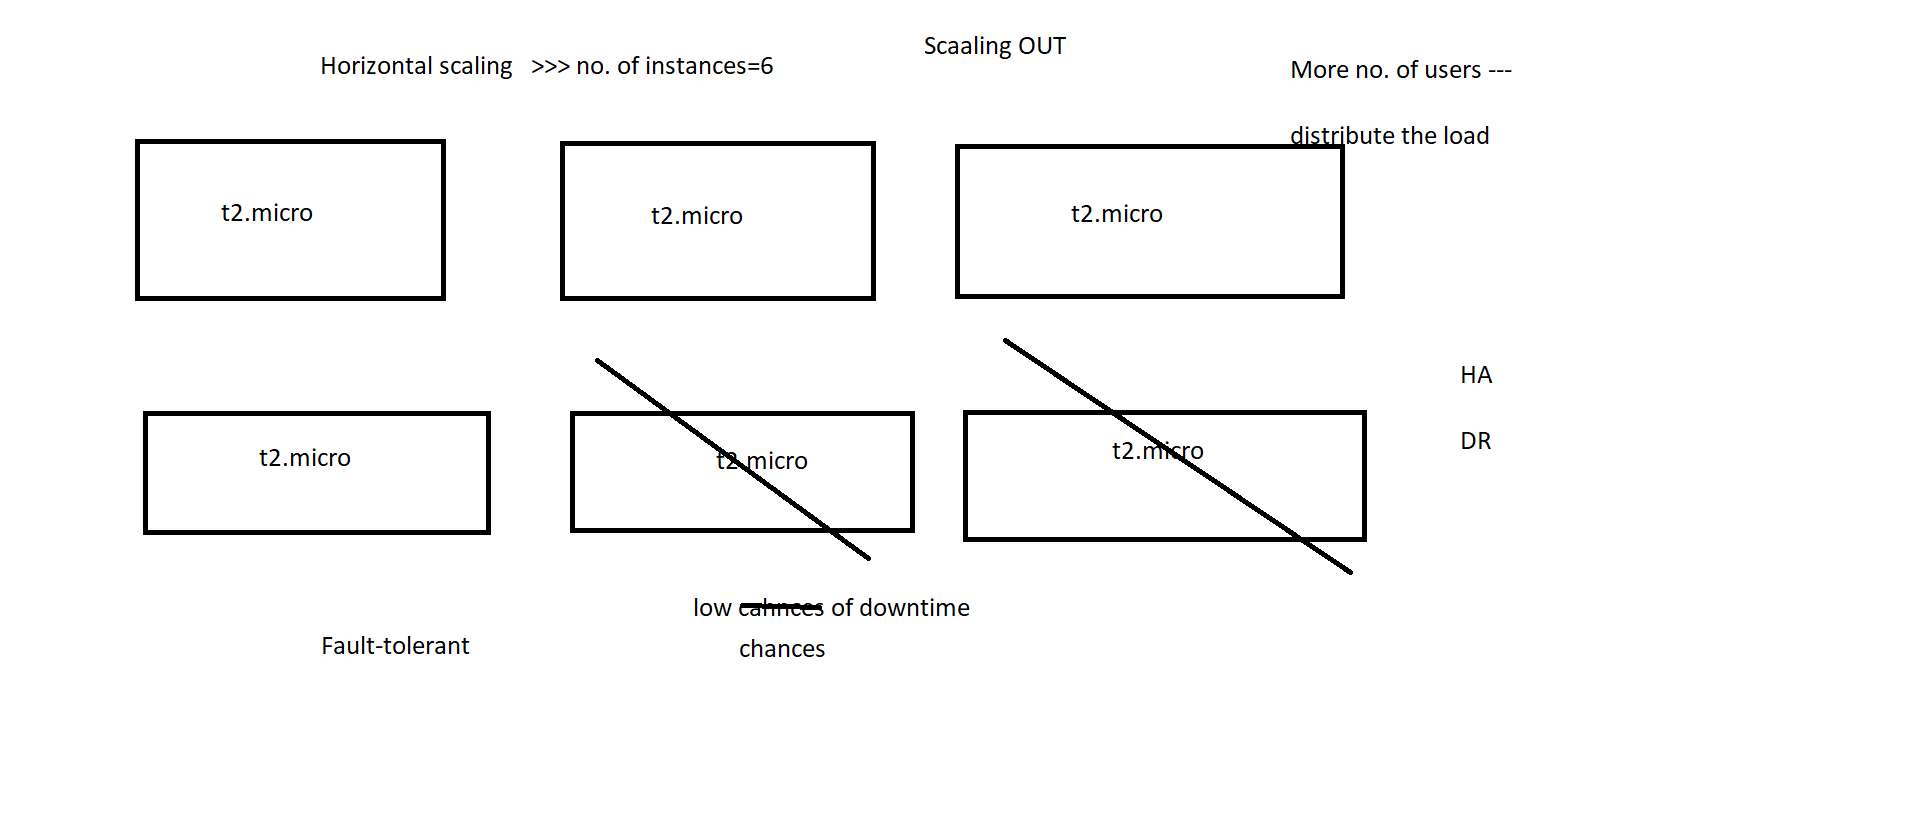 Scaaling OUT
Horizontal scaling >>> no. of instances=6
More no. of users ---
distribute the load
t2.micro
t2.micro
t2.micro
HA
DR
t2.micro
t2.micro
t2.micro
low cahnces of downtime
chances
Fault-tolerant